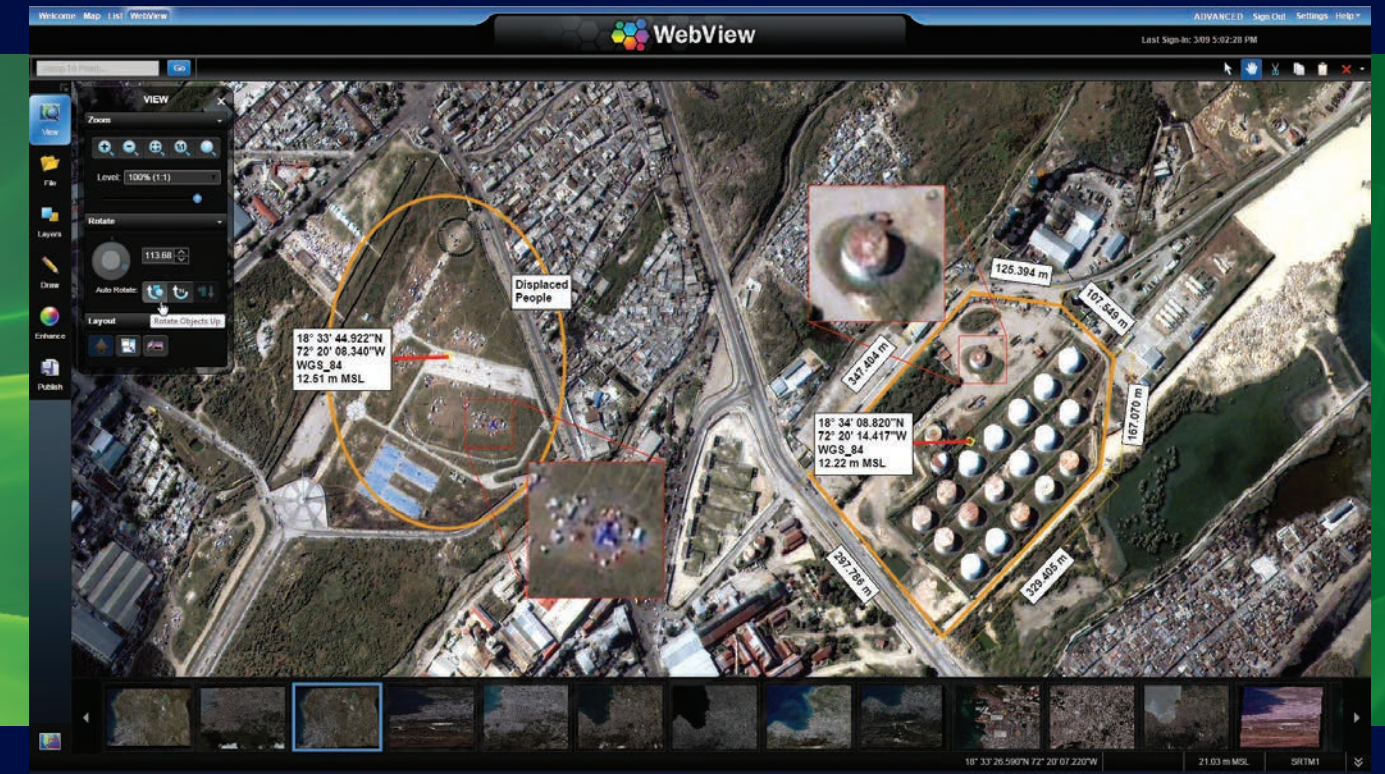 Welcome Map List WebView
WebView
ADVANCED Sign Out Settings Help
Last Sign-In: 3/09 5:02:28 PM
Go
VIEW
Zoom
Level: 100% (1:1)
Rotate
113.68
Auto Rotate:
Rotate Objects Up
Layout
View
File
Layers
Draw
Enhance
Publish
Displaced
People
18° 33' 44.922"N
72° 20' 08.340"W
WGS_84
12.51 m MSL
125.394 m
107.549 m
347.404 m
167.070 m
18° 34' 08.820"N
72° 20' 14.417"W
WGS_84
12.22 m MSL
297.786 m
329.405 m
18° 33' 26.590"N 72° 20' 07.220"W
21.03 m MSL
SRTM1